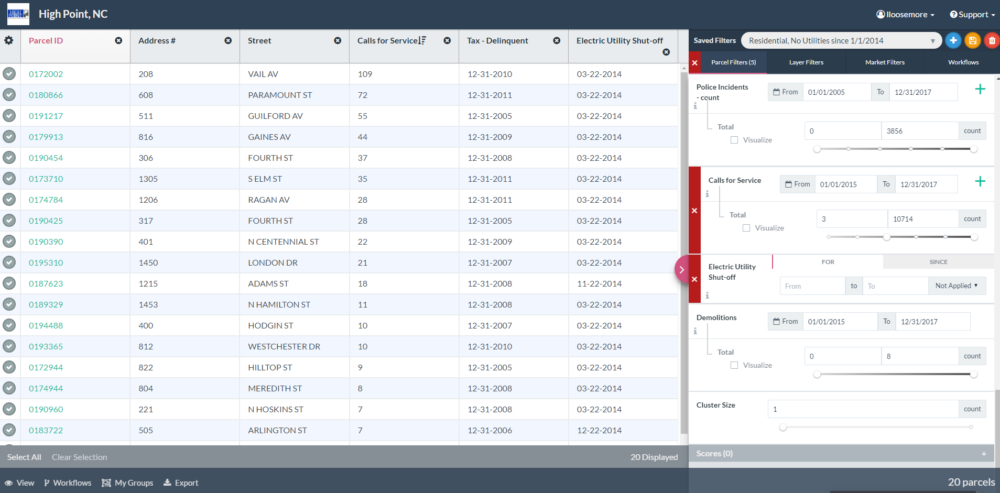 High Point, NC
lloosemore
Support
Parcel ID Address # Street Calls for Service Tax - Delinquent Electric Utility Shut-off
0172002 208 VAIL AV 109 12-31-2010 03-22-2014
0180866 608 PARAMOUNT ST 72 12-31-2011 03-22-2014
0191217 511 GUILFORD AV 55 12-31-2005 03-22-2014
0179913 816 GAINES AV 44 12-31-2009 03-22-2014
0190454 306 FOURTH ST 37 12-31-2008 03-22-2014
0173710 1305 S ELM ST 35 12-31-2011 03-22-2014
0174784 1206 RAGAN AV 28 12-31-2011 03-22-2014
0190425 317 FOURTH ST 28 12-31-2005 03-22-2014
0190390 401 N CENTENNIAL ST 22 12-31-2009 03-22-2014
0195310 1450 LONDON DR 21 12-31-2007 03-22-2014
0187623 1215 ADAMS ST 18 12-31-2008 11-22-2014
0189329 1453 N HAMILTON ST 11 12-31-2008 03-22-2014
0194488 400 HODGIN ST 10 12-31-2007 03-22-2014
0193365 812 WESTCHESTER DR 10 12-31-2010 03-22-2014
0172944 822 HILLTOP ST 9 12-31-2005 03-22-2014
0174944 804 MEREDITH ST 8 12-31-2008 03-22-2014
0190960 221 N HOSKINS ST 7 12-31-2008 03-22-2014
0183722 505 ARLINGTON ST 7 12-31-2006 12-22-2014
Select All Clear Selection 20 Displayed
View Workflows My Groups Export
Saved Filters Residential, No Utilities since 1/1/2014
Parcel Filters (5) Layer Filters Market Filters Workflows
Police Incidents
- count
From 01/01/2005 To 12/31/2017
Total 0 3856 count
Visualize
Calls for Service From 01/01/2015 To 12/31/2017
Total 3 10714 count
Visualize
Electric Utility
Shut-off
FOR SINCE
From to To Not Applied
Demolitions From 01/01/2015 To 12/31/2017
Total 0 8 count
Visualize
Cluster Size 1 count
Scores (0) +
20 parcels